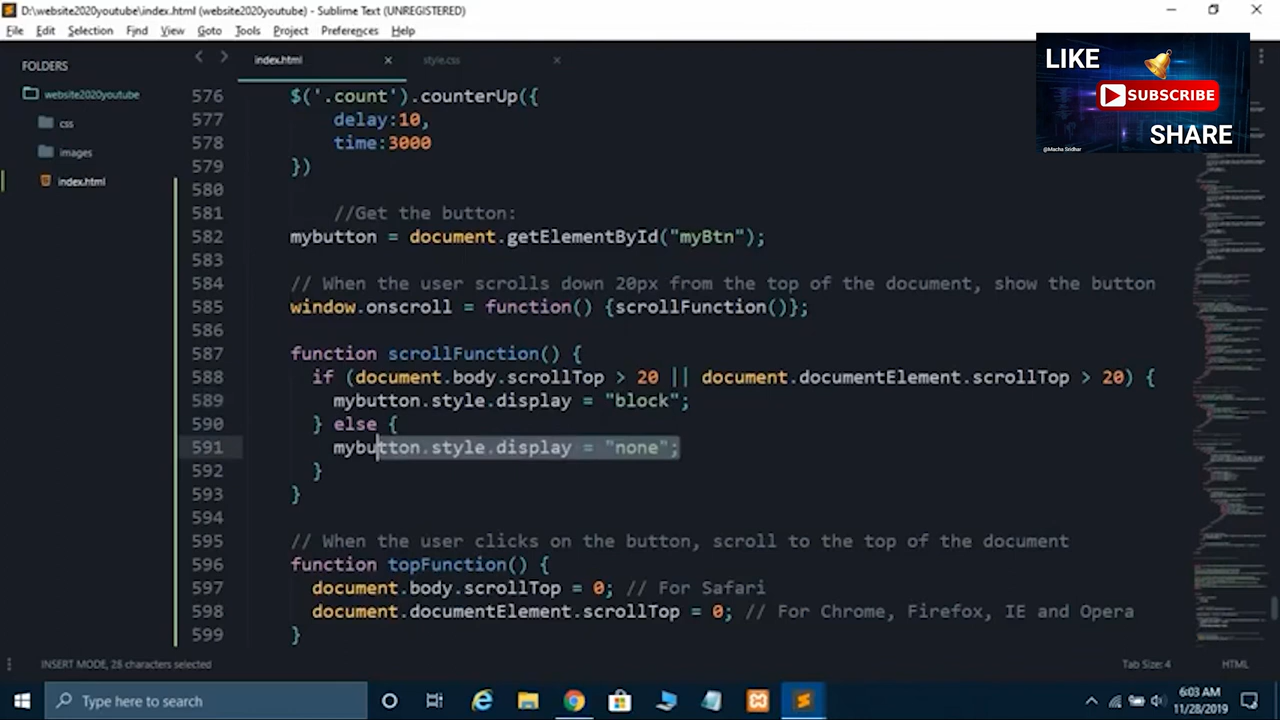 D:\website2020youtube\index.html (website2020youtube) - Sublime Text (UNREGISTERED)
File Edit Selection Find View Goto Tools Project Preferences Help
FOLDERS
website2020youtube
css
images
index.html
index.html × style.css ×
LIKE
SUBSCRIBE
SHARE
@Macha Sridhar
576 $('.count').counterUp({
577 delay:10,
578 time:3000
579 })
580
581 //Get the button:
582 mybutton = document.getElementById("myBtn");
583
584 // When the user scrolls down 20px from the top of the document, show the button
585 window.onscroll = function() {scrollFunction()};
586
587 function scrollFunction() {
588 if (document.body.scrollTop > 20 || document.documentElement.scrollTop > 20) {
589 mybutton.style.display = "block";
590 } else {
591 mybutton.style.display = "none";
592 }
593 }
594
595 // When the user clicks on the button, scroll to the top of the document
596 function topFunction() {
597 document.body.scrollTop = 0; // For Safari
598 document.documentElement.scrollTop = 0; // For Chrome, Firefox, IE and Opera
599 }
INSERT MODE, 28 characters selected
Tab Size: 4 HTML
Type here to search
6:03 AM
11/28/2019